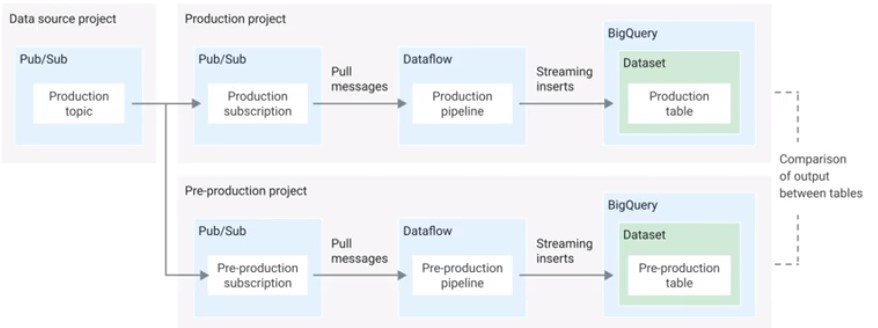 Data source project
Pub/Sub
Production
topic
Production project
Pub/Sub
Production
subscription
Pull
messages
Dataflow
Production
pipeline
Streaming
inserts
BigQuery
Dataset
Production
table
Pre-production project
Pub/Sub
Pre-production
subscription
Pull
messages
Dataflow
Pre-production
pipeline
Streaming
inserts
BigQuery
Dataset
Pre-production
table
Comparison
of output
between tables